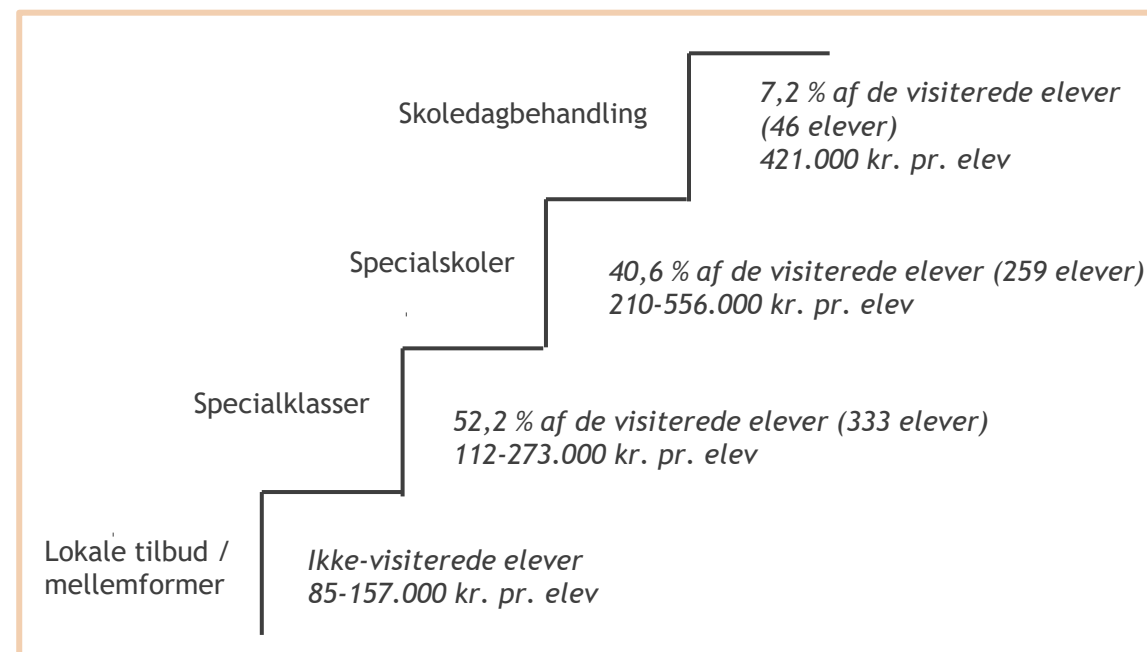 Skoledagbehandling
7,2 % af de visiterede elever
(46 elever)
421.000 kr. pr. elev
Specialskoler
40,6 % af de visiterede elever (259 elever)
210-556.000 kr. pr. elev
Specialklasser
52,2 % af de visiterede elever (333 elever)
112-273.000 kr. pr. elev
Lokale tilbud /
mellemformer
Ikke-visiterede elever
85-157.000 kr. pr. elev